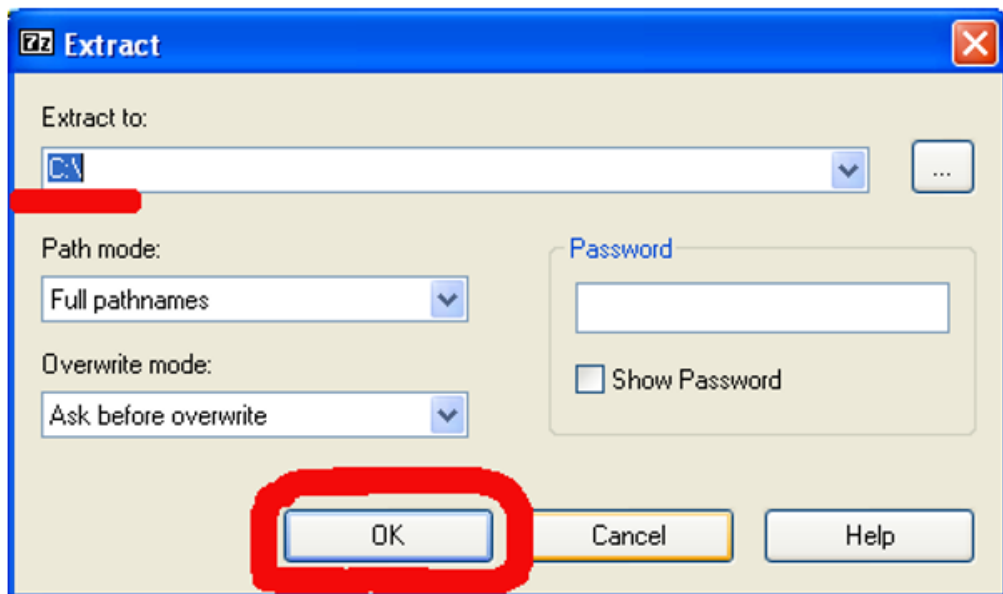 7z Extract
Extract to:
C:\
...
Path mode:
Password
Full pathnames
Overwrite mode:
Show Password
Ask before overwrite
OK Cancel Help